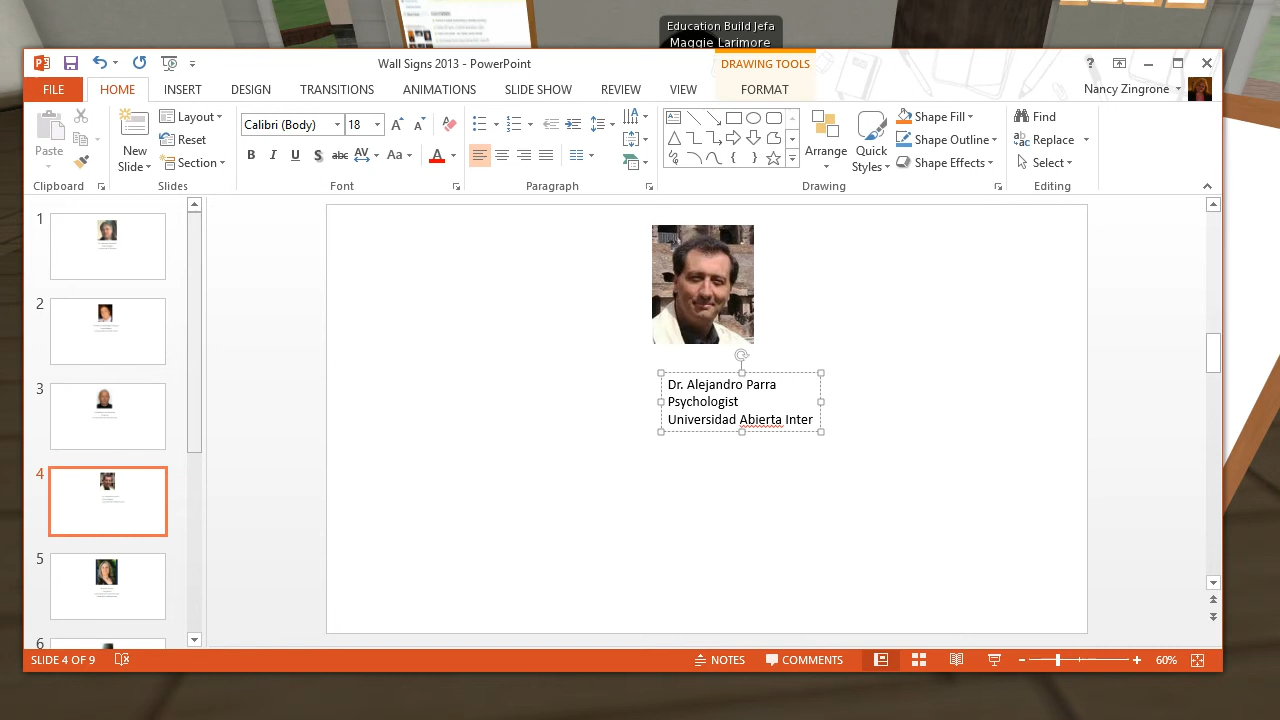 Education Build Jefa
Maggie Larimore
Wall Signs 2013 - PowerPoint
DRAWING TOOLS
?
FILE
HOME
INSERT
DESIGN
TRANSITIONS
ANIMATIONS
SLIDE SHOW
REVIEW
VIEW
FORMAT
Nancy Zingrone
Paste
New Slide
Layout
Reset
Section
Calibri (Body)
18
B I U S abc AV Aa A
Arrange
Quick Styles
Shape Fill
Shape Outline
Shape Effects
Find
Replace
Select
Clipboard
Slides
Font
Paragraph
Drawing
Editing
1
2
3
4
5
6
Dr. Alejandro Parra
Psychologist
Universidad Abierta Inter
SLIDE 4 OF 9
NOTES
COMMENTS
60%